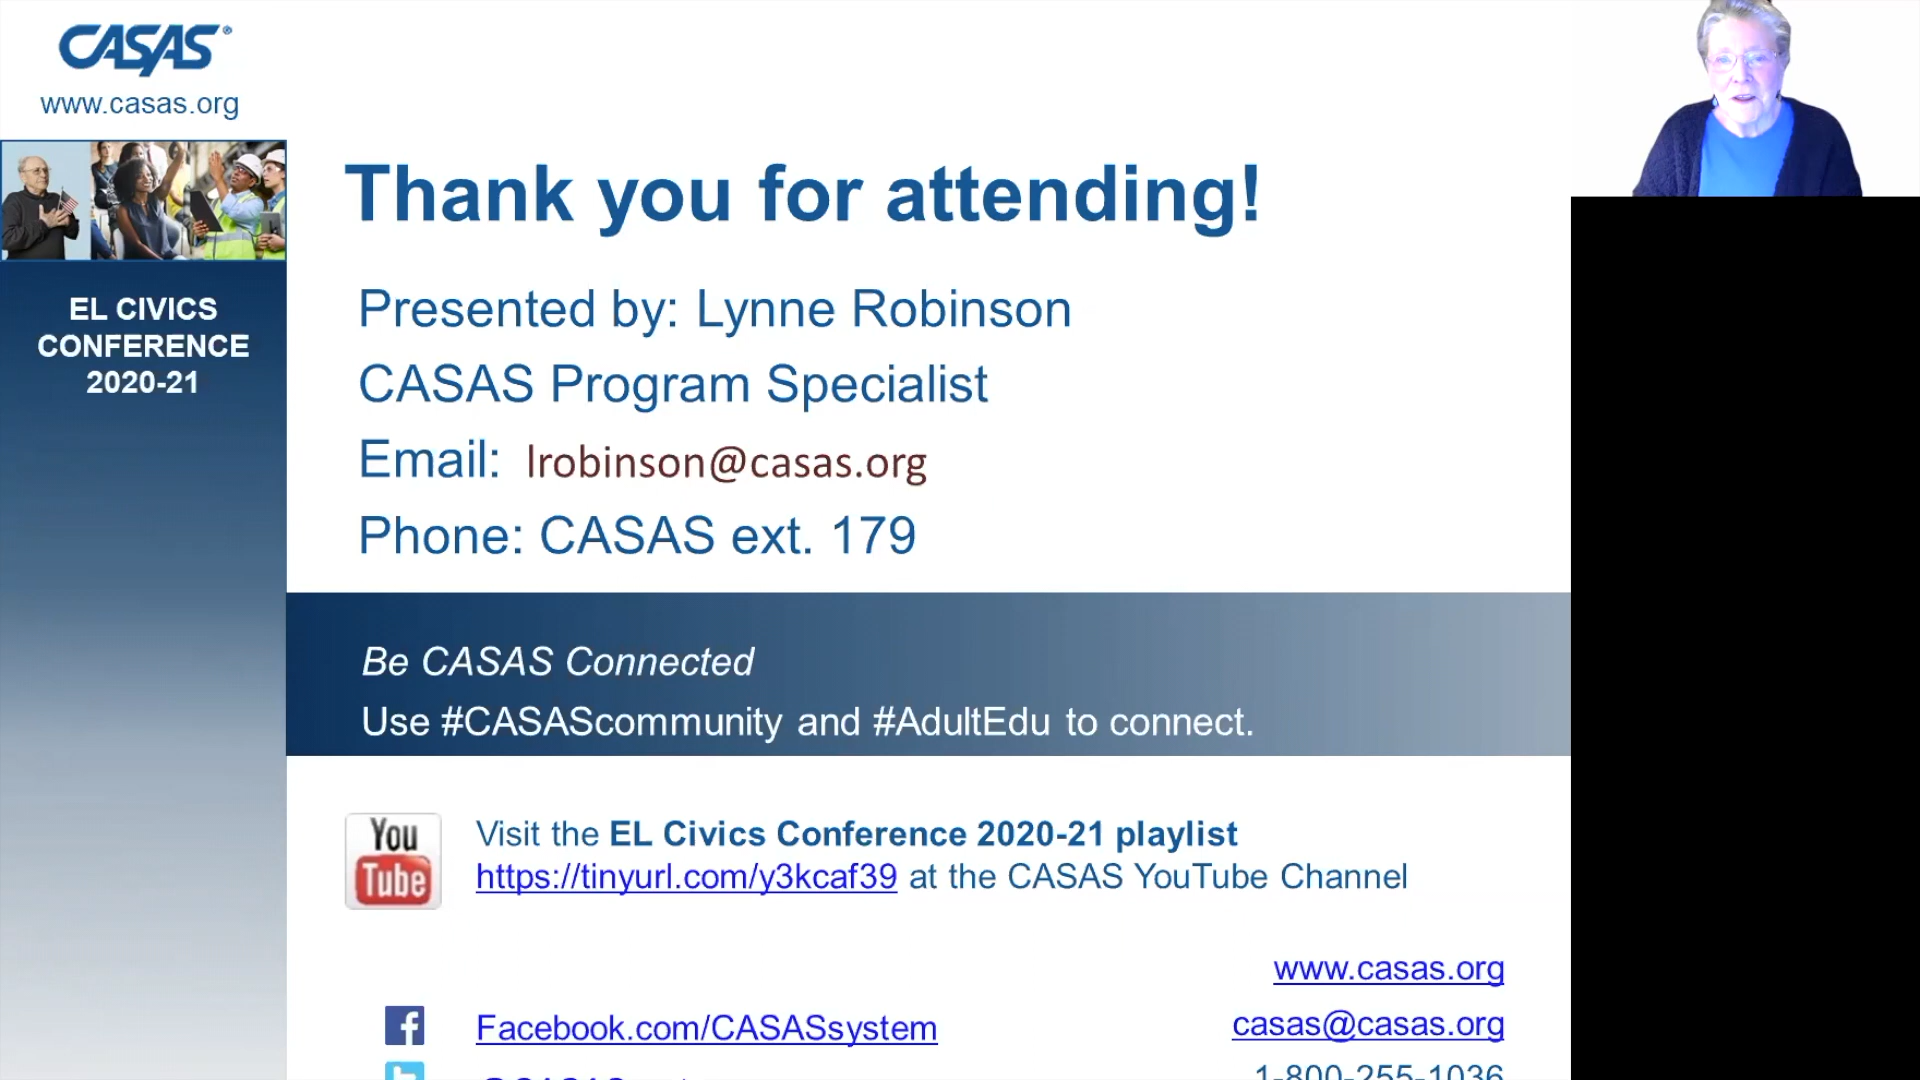 CASAS®
www.casas.org
EL CIVICS
CONFERENCE
2020-21
Thank you for attending!
Presented by: Lynne Robinson
CASAS Program Specialist
Email: lrobinson@casas.org
Phone: CASAS ext. 179
Be CASAS Connected
Use #CASAScommunity and #AdultEdu to connect.
You
Tube
Visit the EL Civics Conference 2020-21 playlist
https://tinyurl.com/y3kcaf39 at the CASAS YouTube Channel
www.casas.org
Facebook.com/CASASsystem
casas@casas.org
1-800-255-1036